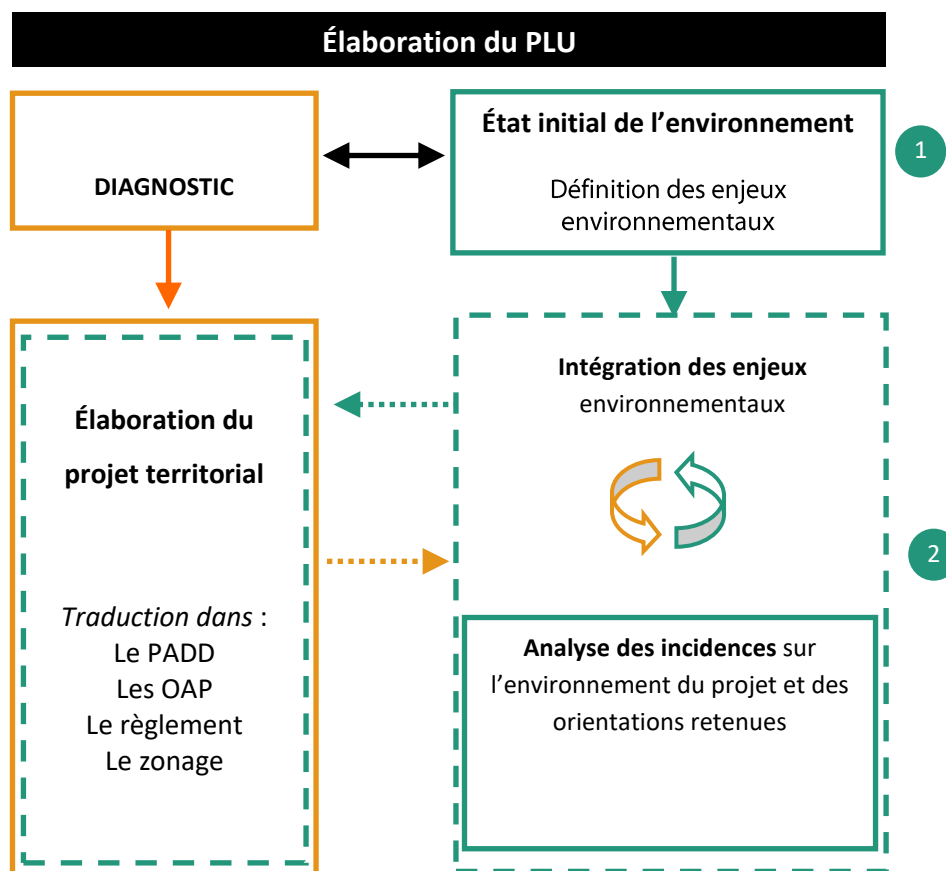 Élaboration du PLU
DIAGNOSTIC
État initial de l’environnement
Définition des enjeux
environnementaux
1
Élaboration du
projet territorial
Traduction dans :
Le PADD
Les OAP
Le règlement
Le zonage
Intégration des enjeux
environnementaux
2
Analyse des incidences sur
l’environnement du projet et des
orientations retenues